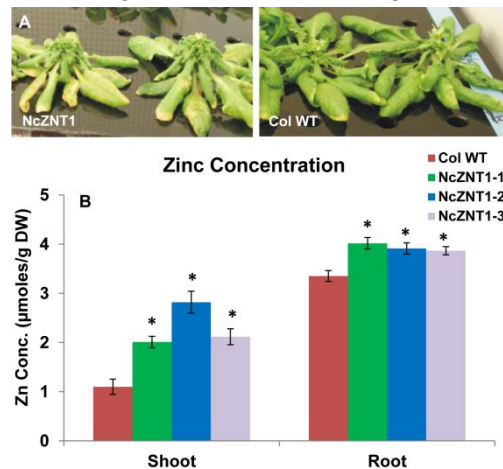 A
NcZNT1
Col WT
Zinc Concentration
B
Col WT
NcZNT1-1
NcZNT1-2
NcZNT1-3
Zn Conc. (µmoles/g DW)
5
4
3
2
1
0
*
*
*
*
*
*
Shoot
Root